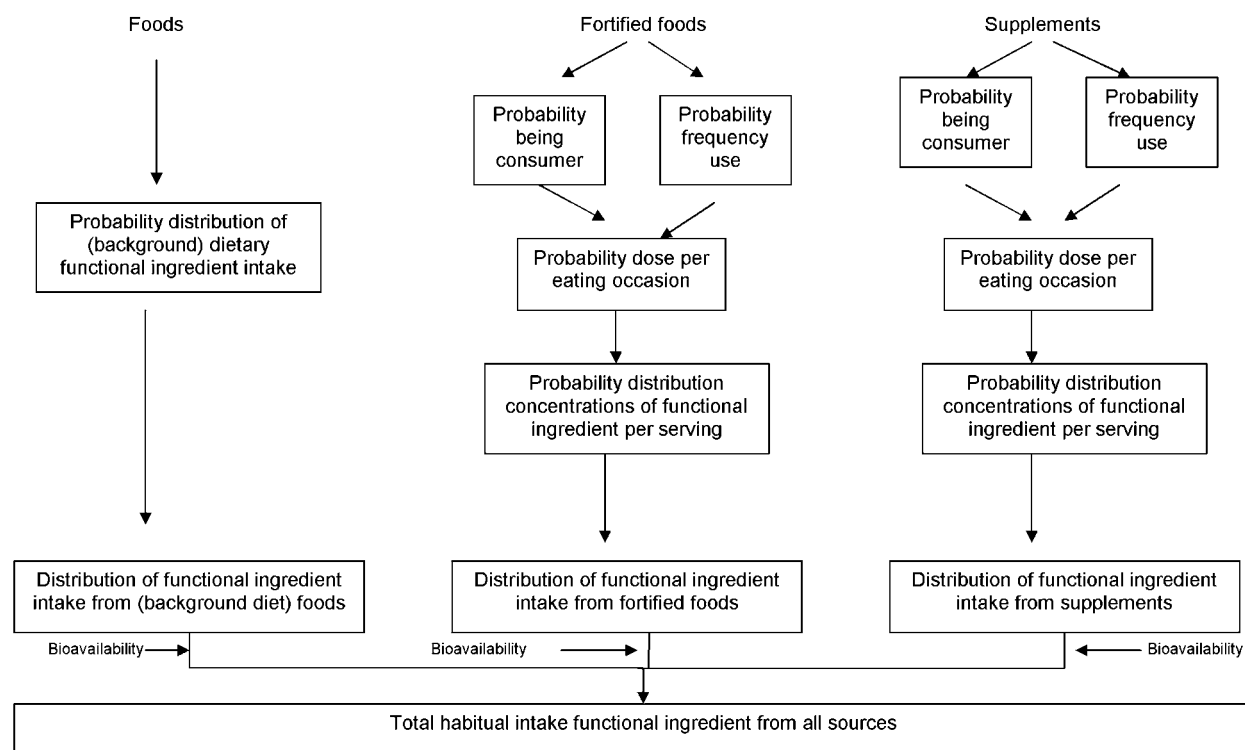 Foods
Fortified foods
Supplements
Probability
being
consumer
Probability
frequency
use
Probability
being
consumer
Probability
frequency
use
Probability distribution of
(background) dietary
functional ingredient intake
Probability dose per
eating occasion
Probability dose per
eating occasion
Probability distribution
concentrations of functional
ingredient per serving
Probability distribution
concentrations of functional
ingredient per serving
Distribution of functional ingredient
intake from (background diet) foods
Distribution of functional ingredient
intake from fortified foods
Distribution of functional ingredient
intake from supplements
Bioavailability
Bioavailability
Bioavailability
Total habitual intake functional ingredient from all sources